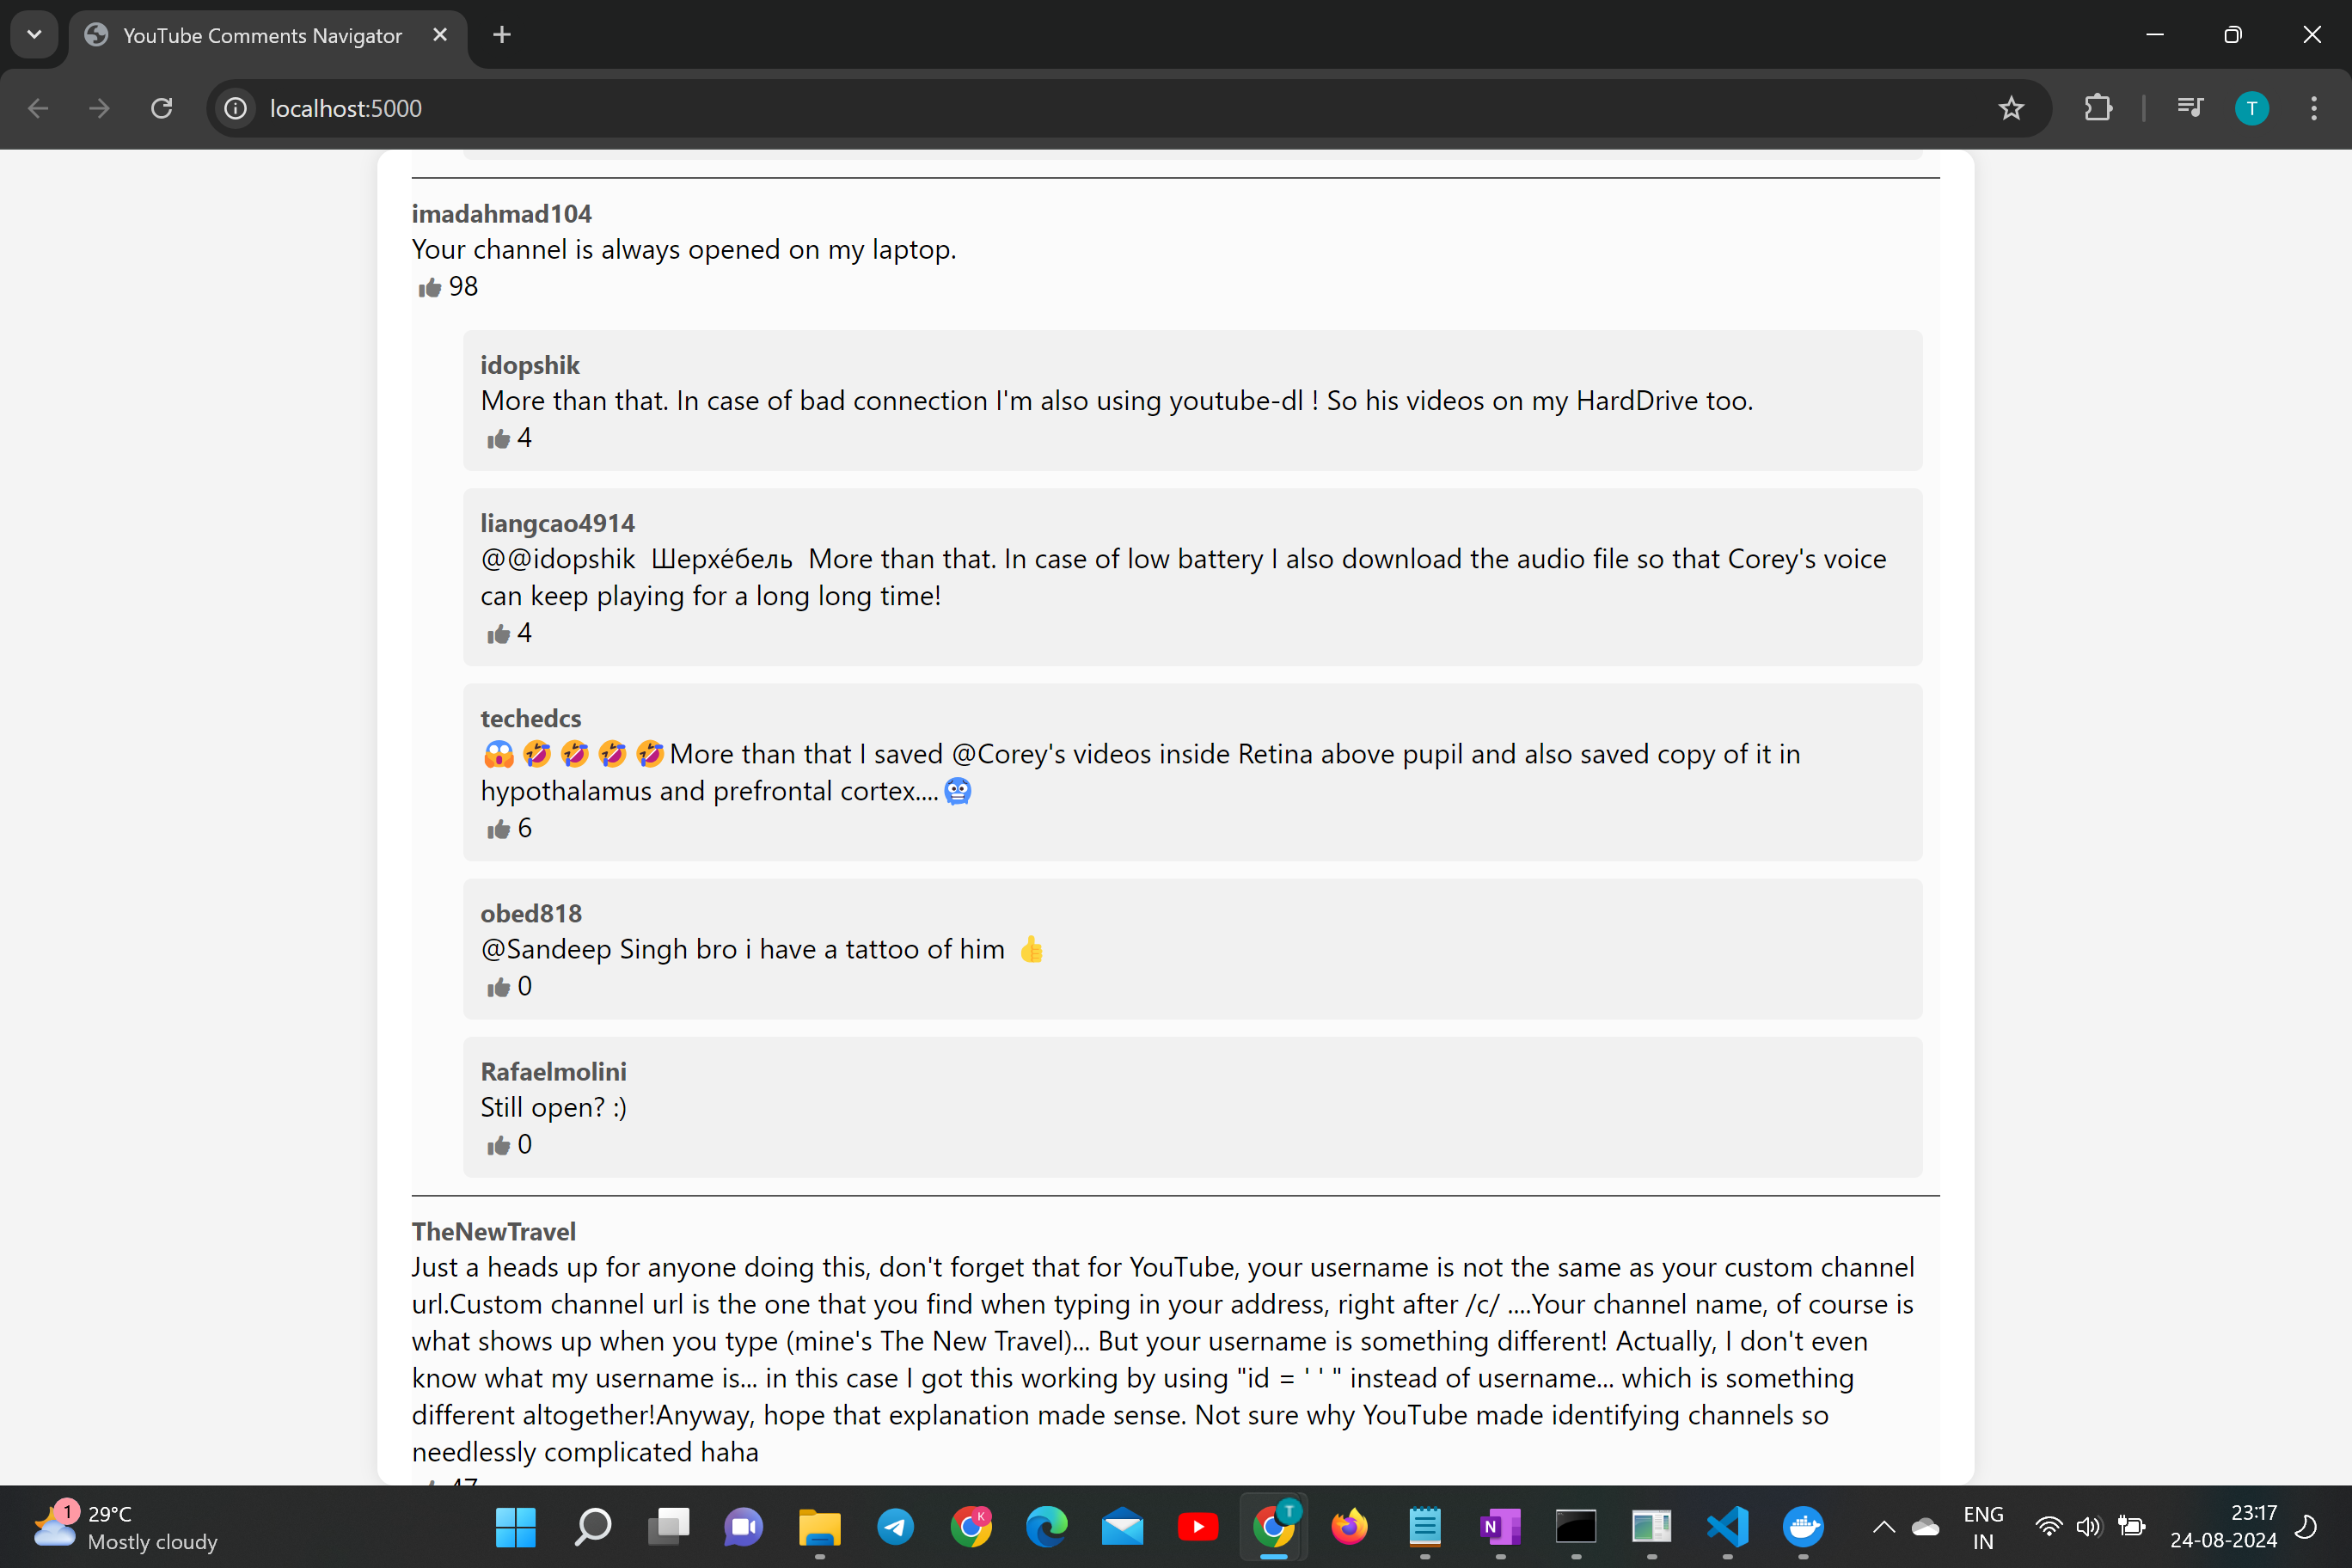 YouTube Comments Navigator
localhost:5000
T
imadahmad104
Your channel is always opened on my laptop.
98
idopshik
More than that. In case of bad connection I'm also using youtube-dl ! So his videos on my HardDrive too.
4
liangcao4914
@@idopshik Шерхе́бель More than that. In case of low battery I also download the audio file so that Corey's voice
can keep playing for a long long time!
4
techedcs
😱🤣🤣🤣🤣More than that I saved @Corey's videos inside Retina above pupil and also saved copy of it in
hypothalamus and prefrontal cortex....🥶
6
obed818
@Sandeep Singh bro i have a tattoo of him 👍
0
Rafaelmolini
Still open? :)
0
TheNewTravel
Just a heads up for anyone doing this, don't forget that for YouTube, your username is not the same as your custom channel
url.Custom channel url is the one that you find when typing in your address, right after /c/ ....Your channel name, of course is
what shows up when you type (mine's The New Travel)... But your username is something different! Actually, I don't even
know what my username is... in this case I got this working by using "id = ' ' " instead of username... which is something
different altogether!Anyway, hope that explanation made sense. Not sure why YouTube made identifying channels so
needlessly complicated haha
47
1
29°C
Mostly cloudy
K
T
N
ENG
IN
23:17
24-08-2024